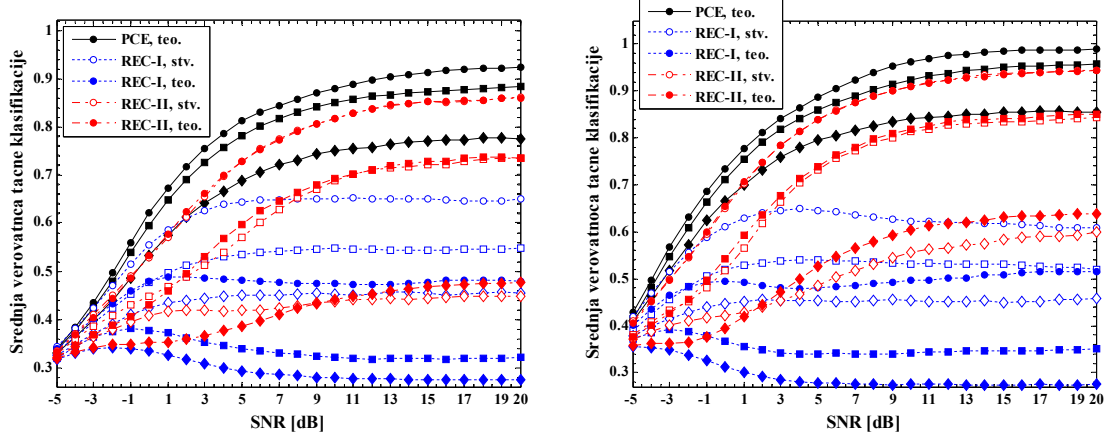 Srednja verovatnca tacne klasifikacije
1
0.9
0.8
0.7
0.6
0.5
0.4
0.3
PCE, teo.
REC-I, stv.
REC-I, teo.
REC-II, stv.
REC-II, teo.
-5 -3 -1 1 3 5 7 9 11 13 15 17 19 20
SNR [dB]
Srednja verovatnoca tacne klasifikacije
1
0.9
0.8
0.7
0.6
0.5
0.4
0.3
PCE, teo.
REC-I, stv.
REC-I, teo.
REC-II, stv.
REC-II, teo.
-5 -3 -1 1 3 5 7 9 11 13 15 17 19 20
SNR [dB]